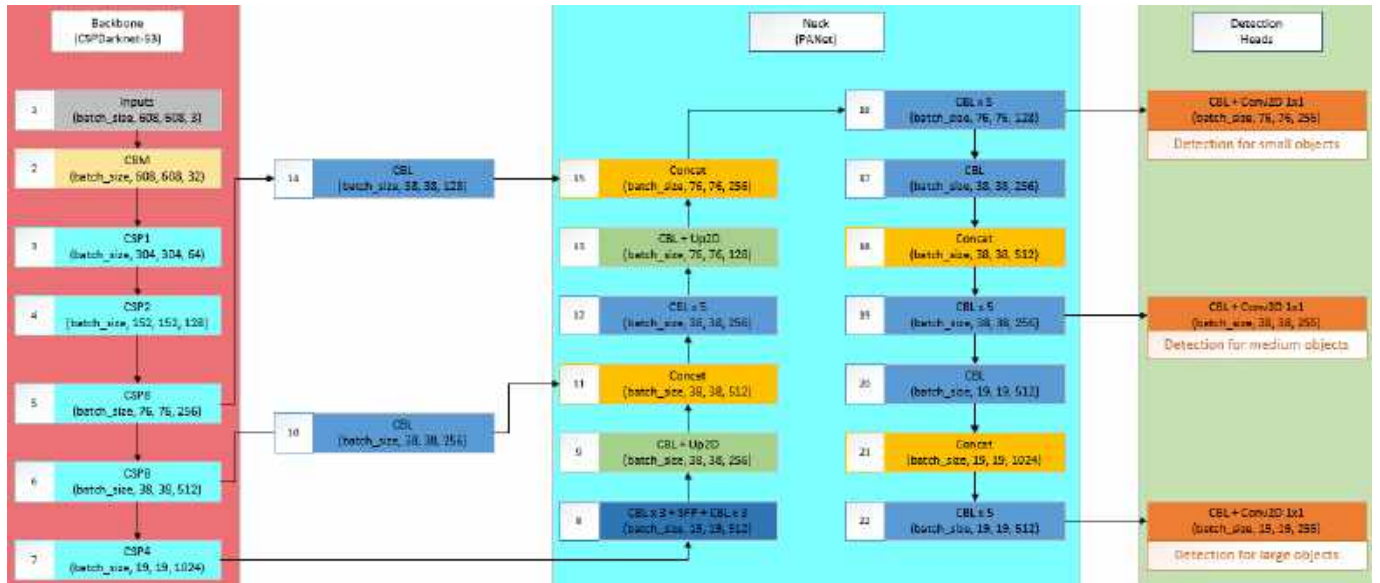 Backbone
(CSPDarknet-53)
Neck
(PANet)
Detection
Heads
1
Inputs
(batch_size, 608, 608, 3)
2
CBM
(batch_size, 608, 608, 32)
3
CSP1
(batch_size, 304, 304, 64)
4
CSP2
(batch_size, 152, 152, 128)
5
CSP8
(batch_size, 76, 76, 256)
6
CSP8
(batch_size, 38, 38, 512)
7
CSP4
(batch_size, 19, 19, 1024)
14
CBL
(batch_size, 38, 38, 128)
10
CBL
(batch_size, 38, 38, 256)
15
Concat
(batch_size, 76, 76, 256)
13
CBL + Up2D
(batch_size, 76, 76, 128)
12
CBL x 5
(batch_size, 38, 38, 256)
11
Concat
(batch_size, 38, 38, 512)
9
CBL + Up2D
(batch_size, 38, 38, 256)
8
CBL x 3 + SPP + CBL x 3
(batch_size, 19, 19, 512)
16
CBL x 5
(batch_size, 76, 76, 128)
17
CBL
(batch_size, 38, 38, 256)
18
Concat
(batch_size, 38, 38, 512)
19
CBL x 5
(batch_size, 38, 38, 256)
20
CBL
(batch_size, 19, 19, 512)
21
Concat
(batch_size, 19, 19, 1024)
22
CBL x 5
(batch_size, 19, 19, 512)
CBL + Conv2D 1x1
(batch_size, 76, 76, 255)
Detection for small objects
CBL + Conv2D 1x1
(batch_size, 38, 38, 255)
Detection for medium objects
CBL + Conv2D 1x1
(batch_size, 19, 19, 255)
Detection for large objects